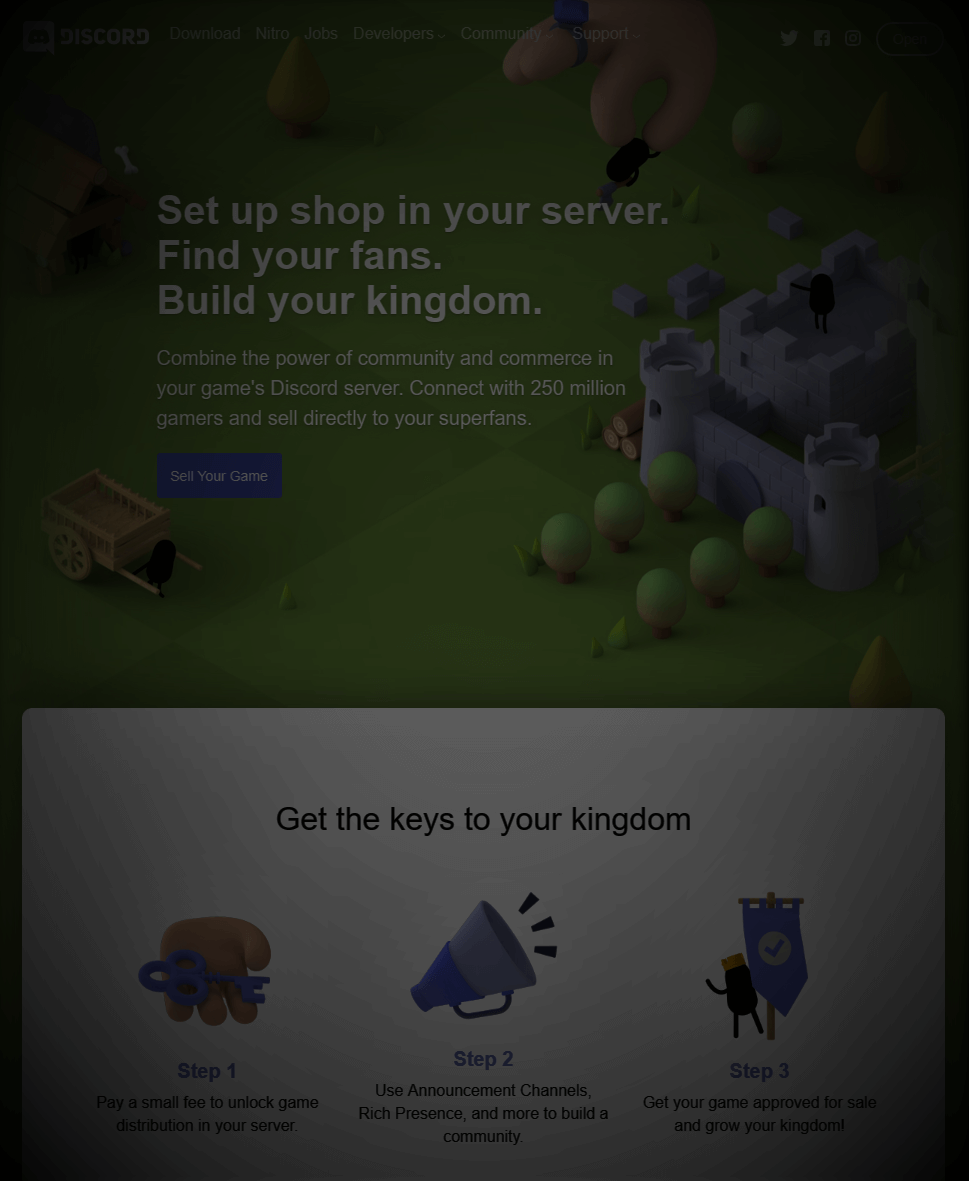 DISCORD Download Nitro Jobs Developers Community Support Open
Set up shop in your server.
Find your fans.
Build your kingdom.
Combine the power of community and commerce in
your game's Discord server. Connect with 250 million
gamers and sell directly to your superfans.
Sell Your Game
Get the keys to your kingdom
Step 1
Pay a small fee to unlock game
distribution in your server.
Step 2
Use Announcement Channels,
Rich Presence, and more to build a
community.
Step 3
Get your game approved for sale
and grow your kingdom!